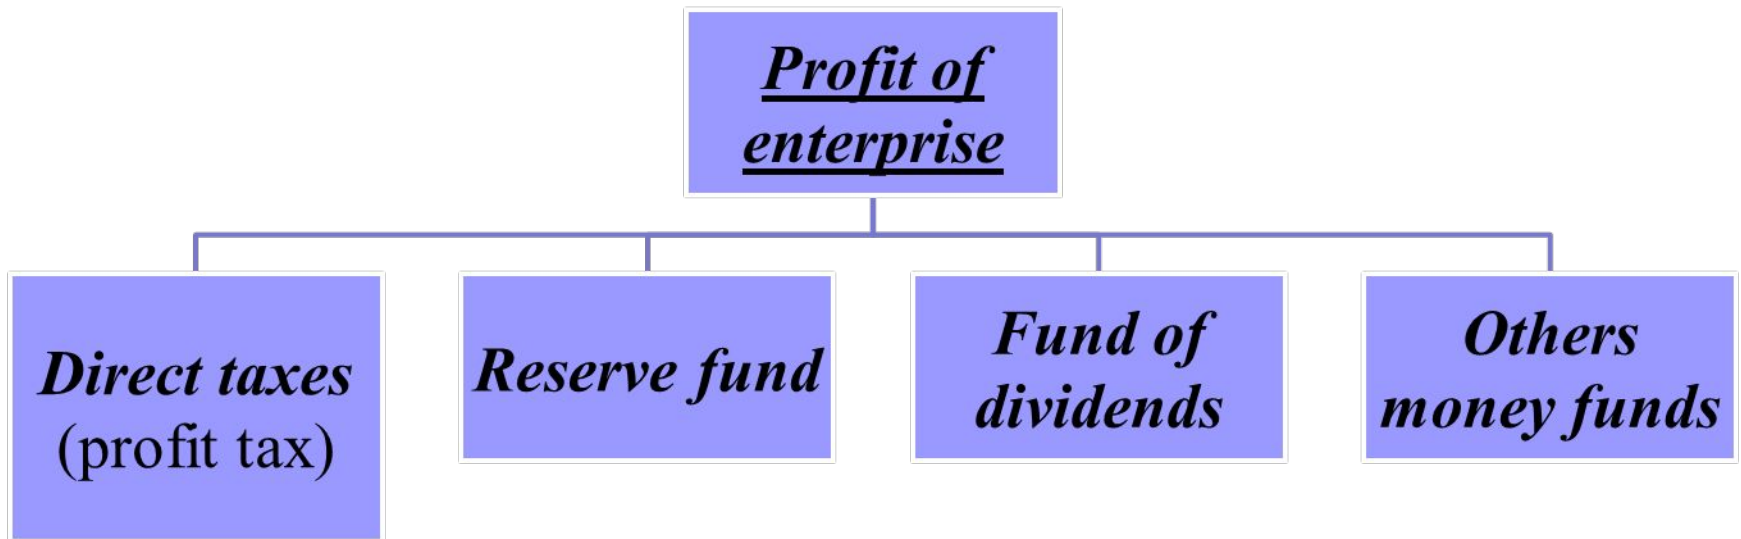 Profit of
enterprise
Direct taxes
(profit tax)
Reserve fund
Fund of
dividends
Others
money funds